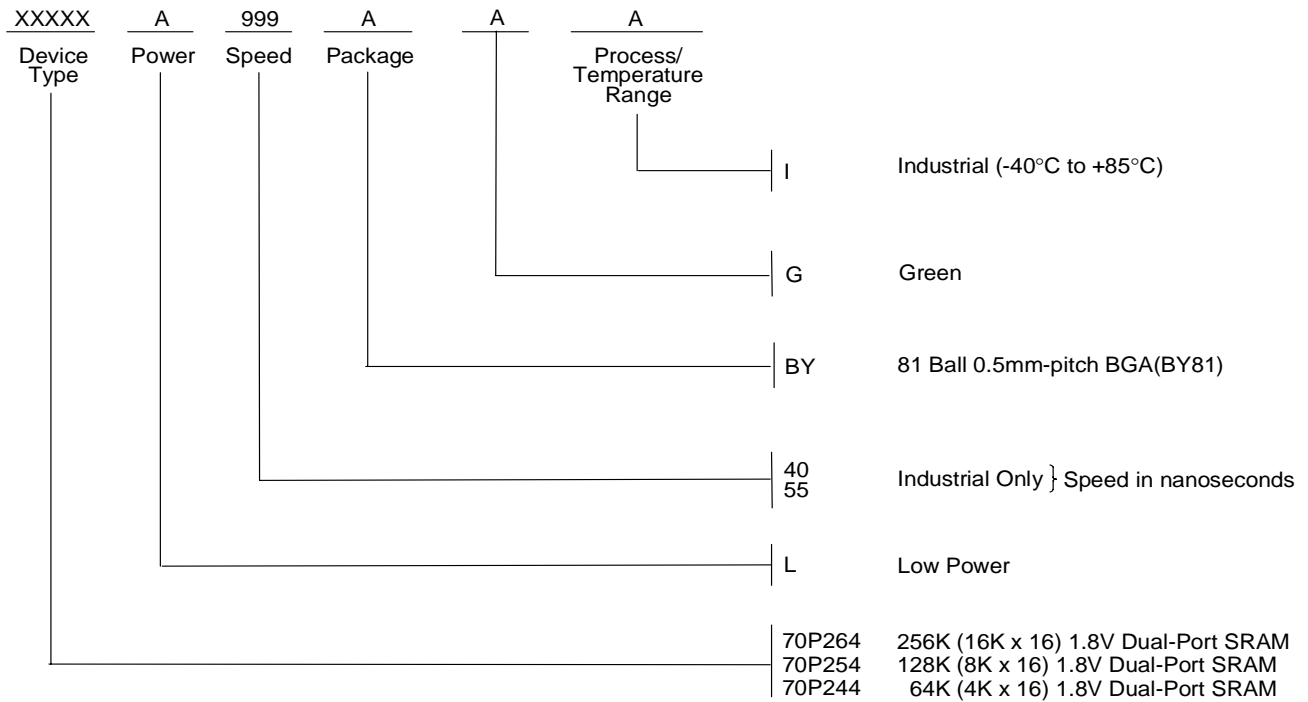 XXXXX A 999 A A A
Device Type Power Speed Package Process/ Temperature Range
I Industrial (-40°C to +85°C)
G Green
BY 81 Ball 0.5mm-pitch BGA(BY81)
40
55
Industrial Only } Speed in nanoseconds
L Low Power
70P264 256K (16K x 16) 1.8V Dual-Port SRAM
70P254 128K (8K x 16) 1.8V Dual-Port SRAM
70P244 64K (4K x 16) 1.8V Dual-Port SRAM